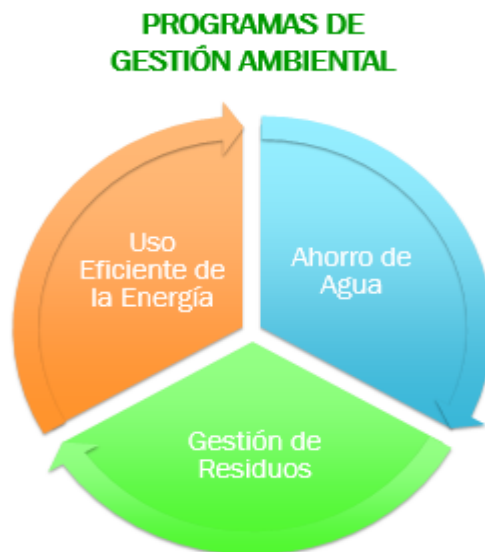 PROGRAMAS DE
GESTIÓN AMBIENTAL
Uso
Eficiente de
la Energía
Ahorro de
Agua
Gestión de
Residuos